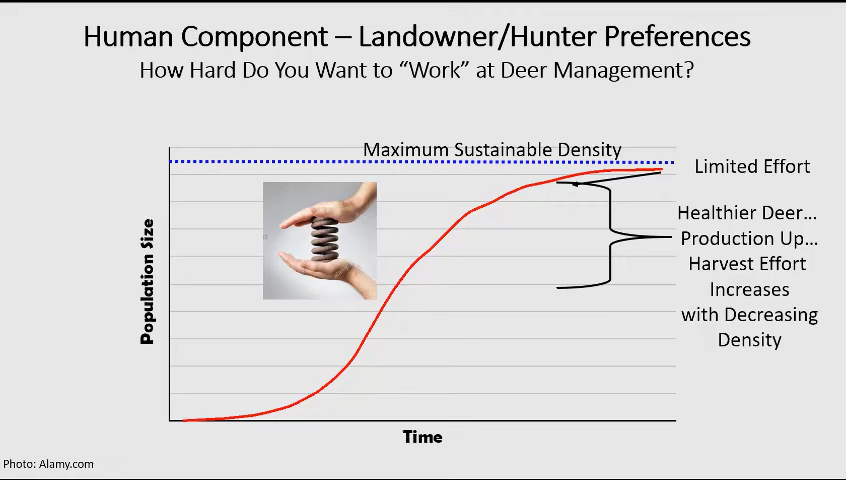 Human Component – Landowner/Hunter Preferences
How Hard Do You Want to “Work” at Deer Management?
Maximum Sustainable Density
Limited Effort
Healthier Deer...
Production Up...
Harvest Effort
Increases
with Decreasing
Density
Population Size
Time
Photo: Alamy.com